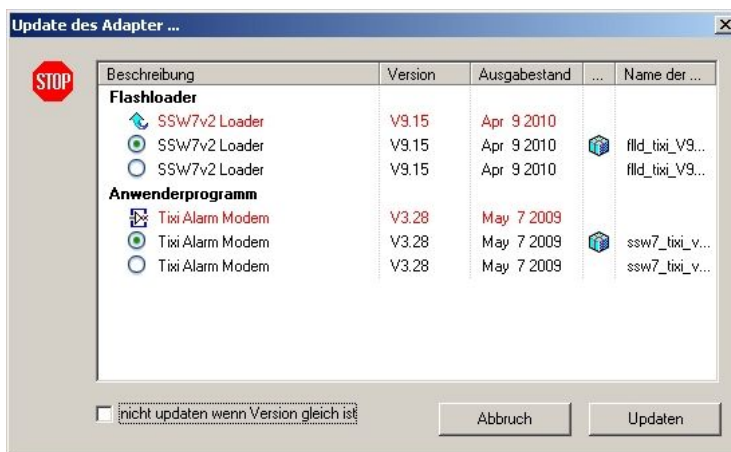 Update des Adapter ...
STOP
Beschreibung Version Ausgabestand ... Name der ...
Flashloader
SSW7v2 Loader V9.15 Apr 9 2010
SSW7v2 Loader V9.15 Apr 9 2010 flld_tixi_V9...
SSW7v2 Loader V9.15 Apr 9 2010 flld_tixi_V9...
Anwenderprogramm
Tixi Alarm Modem V3.28 May 7 2009
Tixi Alarm Modem V3.28 May 7 2009 ssw7_tixi_v...
Tixi Alarm Modem V3.28 May 7 2009 ssw7_tixi_v...
nicht updaten wenn Version gleich ist Abbruch Updaten